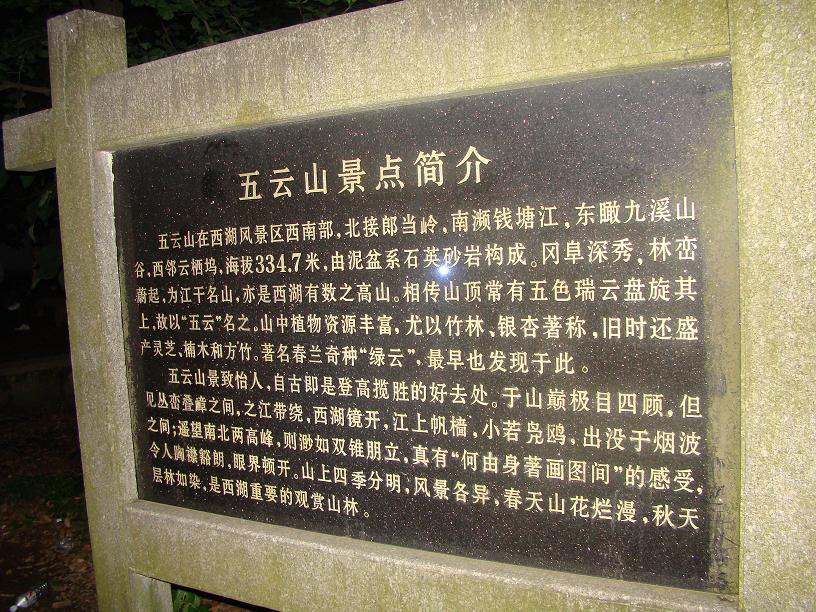 五云山景点简介
五云山在西湖风景区西南部，北接郎当岭，南濒钱塘江，东瞰九溪山
谷，西邻云栖坞，海拔334.7米，由泥盆系石英砂岩构成。冈阜深秀，林峦
蔚起，为江干名山，亦是西湖有数之高山。相传山顶常有五色瑞云盘旋其
上，故以“五云”名之。山中植物资源丰富，尤以竹林、银杏著称，旧时还盛
产灵芝、楠木和方竹。著名春兰奇种“绿云”，最早也发现于此。
五云山景致怡人，自古即是登高揽胜的好去处。于山巅极目四顾，但
见丛峦叠嶂之间，之江带绕，西湖镜开，江上帆樯，小若凫鸥，出没于烟波
之间；遥望南北两高峰，则渺如双锥朋立，真有“何由身著画图间”的感受，
令人胸襟豁朗，眼界顿开。山上四季分明，风景各异，春天山花烂漫，秋天
层林如染，是西湖重要的观赏山林。